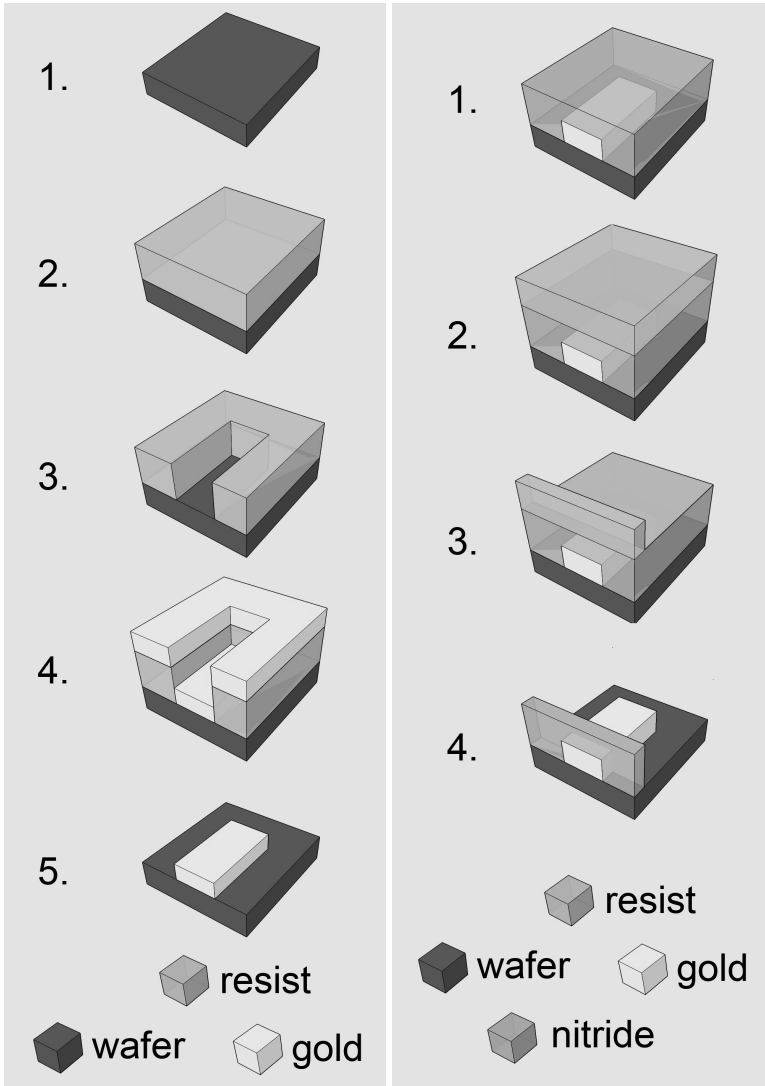 1.
2.
3.
4.
5.
resist
wafer gold
1.
2.
3.
4.
resist
wafer gold
nitride